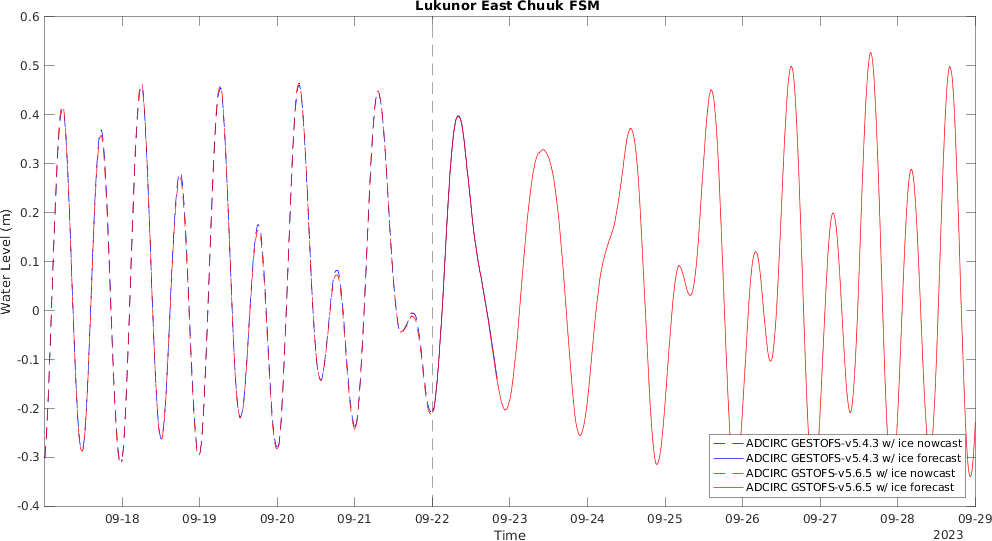 Lukunor East Chuuk FSM
0.6
0.5
0.4
0.3
0.2
0.1
0
-0.1
-0.2
-0.3
-0.4
Water Level (m)
ADCIRC GESTOFS-v5.4.3 w/ ice nowcast
ADCIRC GESTOFS-v5.4.3 w/ ice forecast
ADCIRC GSTOFS-v5.6.5 w/ ice nowcast
ADCIRC GSTOFS-v5.6.5 w/ ice forecast
09-18 09-19 09-20 09-21 09-22 09-23 09-24 09-25 09-26 09-27 09-28 09-29
Time
2023